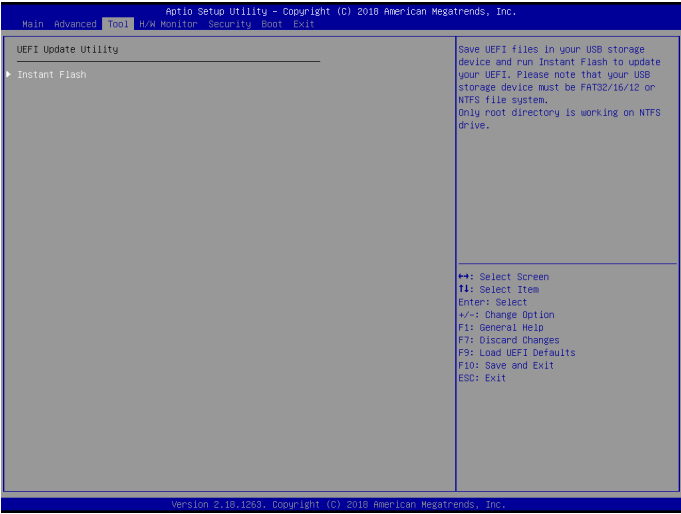 Aptio Setup Utility – Copyright (C) 2018 American Megatrends, Inc.
Main Advanced Tool H/W Monitor Security Boot Exit
UEFI Update Utility
Instant Flash
Save UEFI files in your USB storage
device and run Instant Flash to update
your UEFI. Please note that your USB
storage device must be FAT32/16/12 or
NTFS file system.
Only root directory is working on NTFS
drive.
↔: Select Screen
↑↓: Select Item
Enter: Select
+/-: Change Option
F1: General Help
F7: Discard Changes
F9: Load UEFI Defaults
F10: Save and Exit
ESC: Exit
Version 2.18.1263. Copyright (C) 2018 American Megatrends, Inc.